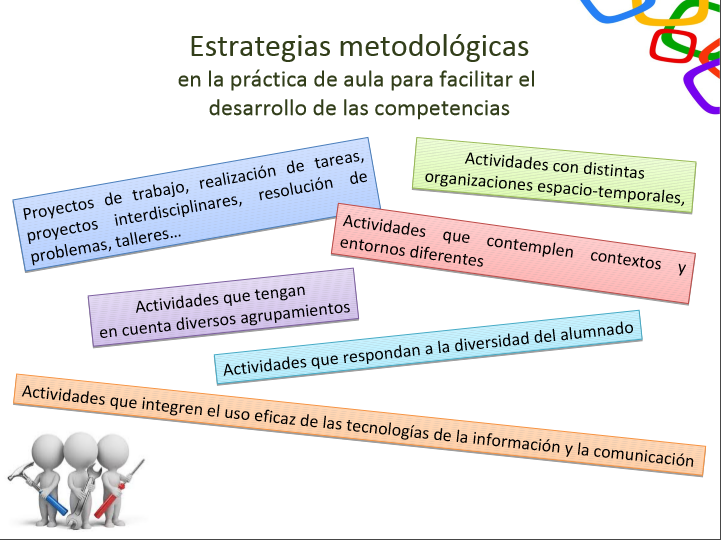 Estrategias metodológicas
en la práctica de aula para facilitar el
desarrollo de las competencias
Proyectos de trabajo, realización de tareas,
proyectos interdisciplinares, resolución de
problemas, talleres…
Actividades con distintas
organizaciones espacio-temporales,
Actividades que contemplen contextos y
entornos diferentes
Actividades que tengan
en cuenta diversos agrupamientos
Actividades que respondan a la diversidad del alumnado
Actividades que integren el uso eficaz de las tecnologías de la información y la comunicación